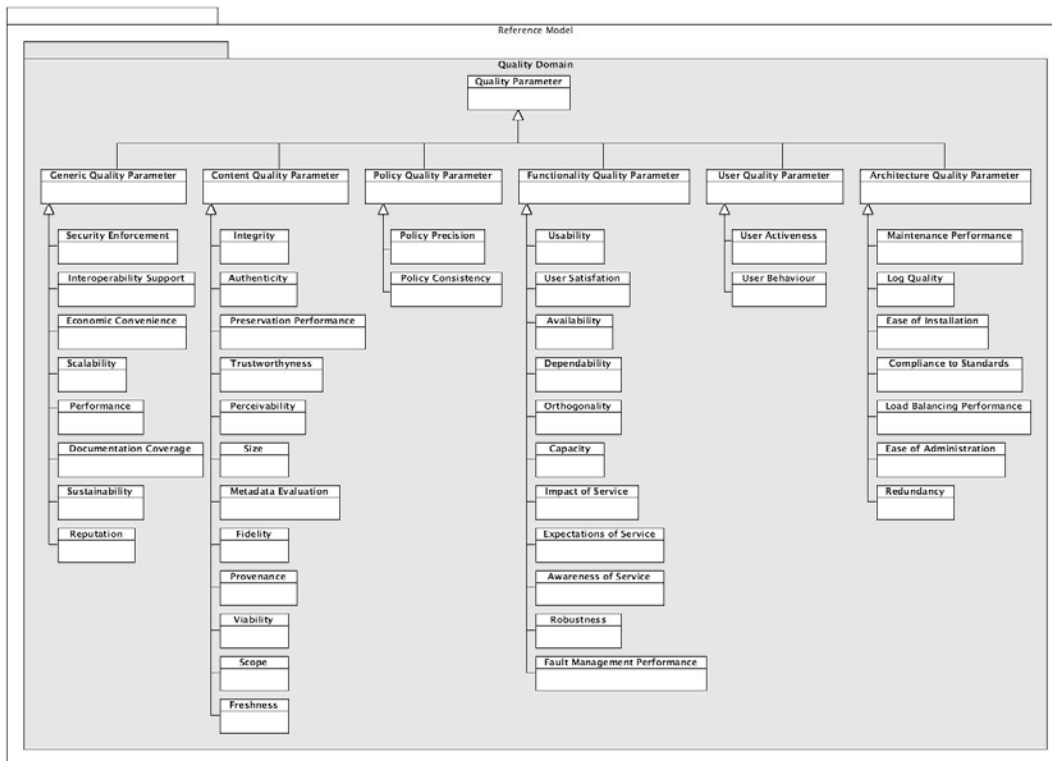 Reference Model
Quality Domain
Quality Parameter
Generic Quality Parameter
Content Quality Parameter
Policy Quality Parameter
Functionality Quality Parameter
User Quality Parameter
Architecture Quality Parameter
Security Enforcement
Interoperability Support
Economic Convenience
Scalability
Performance
Documentation Coverage
Sustainability
Reputation
Integrity
Authenticity
Preservation Performance
Trustworthyness
Perceivability
Size
Metadata Evaluation
Fidelity
Provenance
Viability
Scope
Freshness
Policy Precision
Policy Consistency
Usability
User Satisfation
Availability
Dependability
Orthogonality
Capacity
Impact of Service
Expectations of Service
Awareness of Service
Robustness
Fault Management Performance
User Activeness
User Behaviour
Maintenance Performance
Log Quality
Ease of Installation
Compliance to Standards
Load Balancing Performance
Ease of Administration
Redundancy